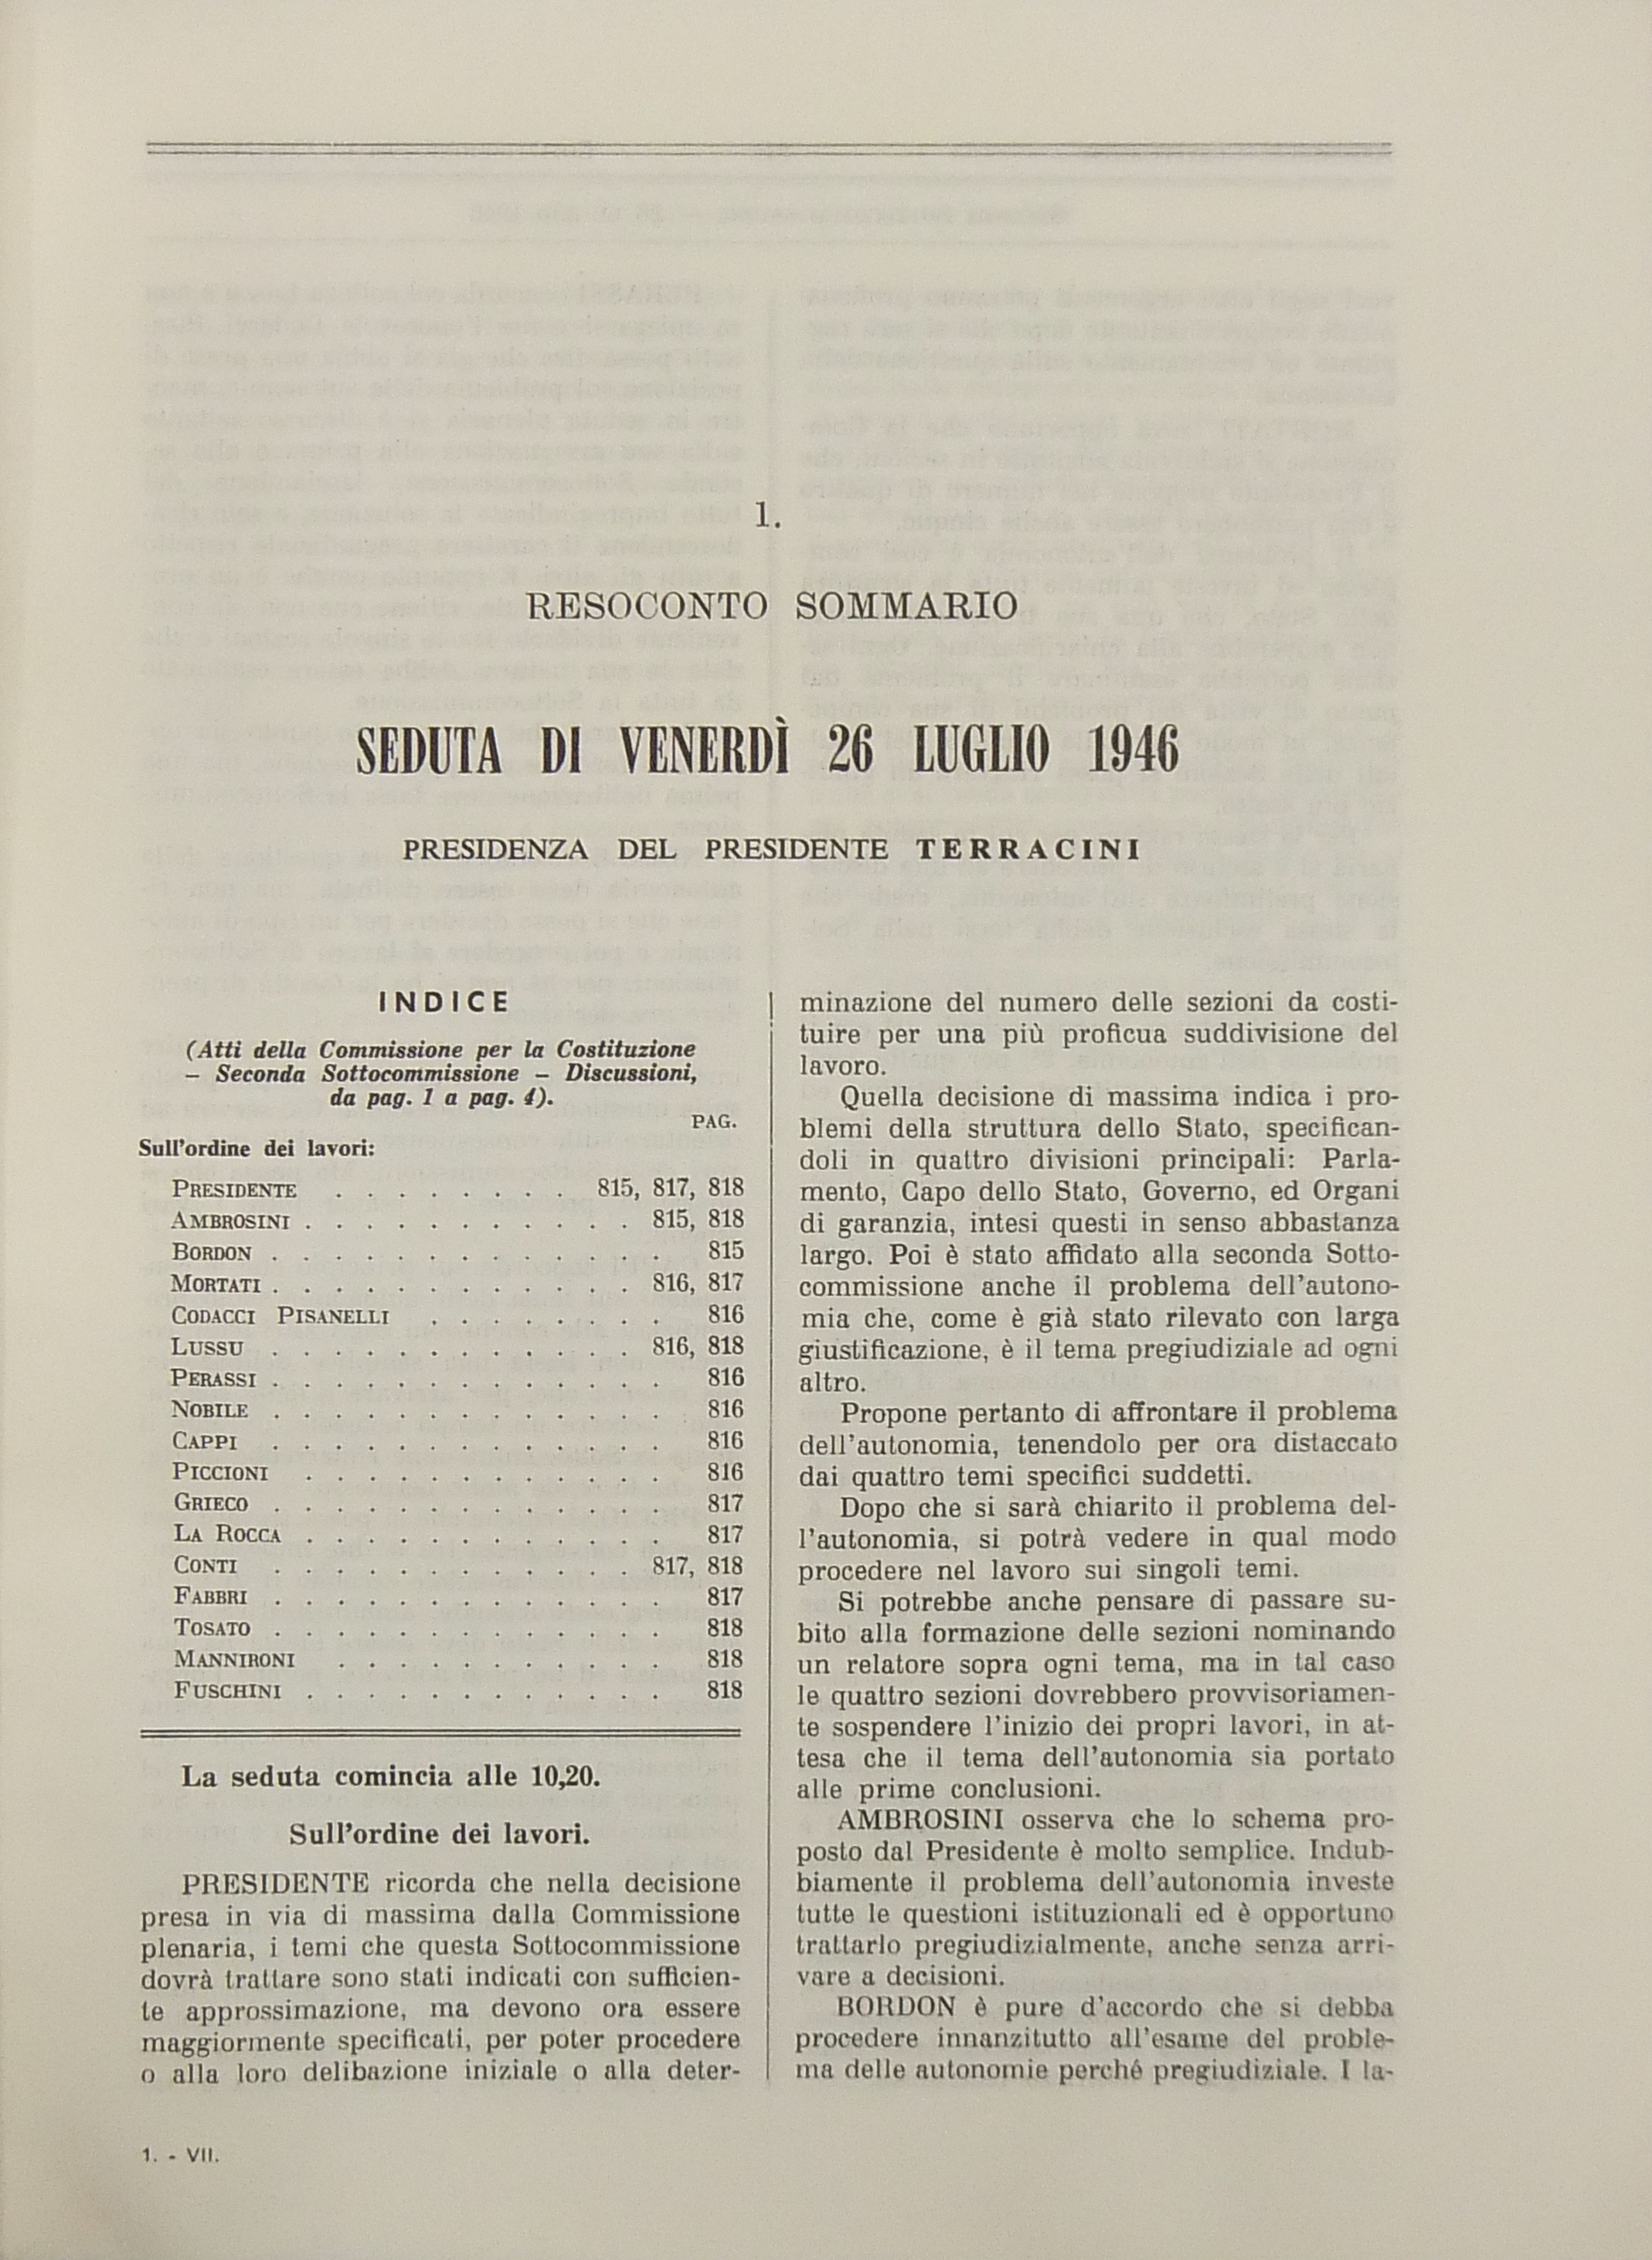 1.
RESOCONTO SOMMARIO
SEDUTA DI VENERDÌ 26 LUGLIO 1946
PRESIDENZA DEL PRESIDENTE TERRACINI
INDICE
(Atti della Commissione per la Costituzione
– Seconda Sottocommissione – Discussioni,
da pag. 1 a pag. 4).
PAG.
Sull'ordine dei lavori:
PRESIDENTE . . . . . . . . 815, 817, 818
AMBROSINI . . . . . . . . . . . 815, 818
BORDON . . . . . . . . . . . . . 815
MORTATI . . . . . . . . . . . . 816, 817
CODACCI PISANELLI . . . . . . . . 816
LUSSU . . . . . . . . . . . . 816, 818
PERASSI . . . . . . . . . . . . . 816
NOBILE . . . . . . . . . . . . . 816
CAPPI . . . . . . . . . . . . . 816
PICCIONI . . . . . . . . . . . . 816
GRIECO . . . . . . . . . . . . . 817
LA ROCCA . . . . . . . . . . . . 817
CONTI . . . . . . . . . . . . 817, 818
FABBRI . . . . . . . . . . . . . 817
TOSATO . . . . . . . . . . . . . 818
MANNIRONI . . . . . . . . . . . 818
FUSCHINI . . . . . . . . . . . . 818
La seduta comincia alle 10,20.
Sull'ordine dei lavori.
PRESIDENTE ricorda che nella decisione
presa in via di massima dalla Commissione
plenaria, i temi che questa Sottocommissione
dovrà trattare sono stati indicati con sufficien-
te approssimazione, ma devono ora essere
maggiormente specificati, per poter procedere
o alla loro delibazione iniziale o alla deter-
minazione del numero delle sezioni da costi-
tuire per una più proficua suddivisione del
lavoro.
Quella decisione di massima indica i pro-
blemi della struttura dello Stato, specifican-
doli in quattro divisioni principali: Parla-
mento, Capo dello Stato, Governo, ed Organi
di garanzia, intesi questi in senso abbastanza
largo. Poi è stato affidato alla seconda Sotto-
commissione anche il problema dell'autono-
mia che, come è già stato rilevato con larga
giustificazione, è il tema pregiudiziale ad ogni
altro.
Propone pertanto di affrontare il problema
dell'autonomia, tenendolo per ora distaccato
dai quattro temi specifici suddetti.
Dopo che si sarà chiarito il problema del-
l'autonomia, si potrà vedere in qual modo
procedere nel lavoro sui singoli temi.
Si potrebbe anche pensare di passare su-
bito alla formazione delle sezioni nominando
un relatore sopra ogni tema, ma in tal caso
le quattro sezioni dovrebbero provvisoriamen-
te sospendere l'inizio dei propri lavori, in at-
tesa che il tema dell'autonomia sia portato
alle prime conclusioni.
AMBROSINI osserva che lo schema pro-
posto dal Presidente è molto semplice. Indub-
biamente il problema dell'autonomia investe
tutte le questioni istituzionali ed è opportuno
trattarlo pregiudizialmente, anche senza arri-
vare a decisioni.
BORDON è pure d'accordo che si debba
procedere innanzitutto all'esame del proble-
ma delle autonomie perché pregiudiziale. I la-
1. - VII.